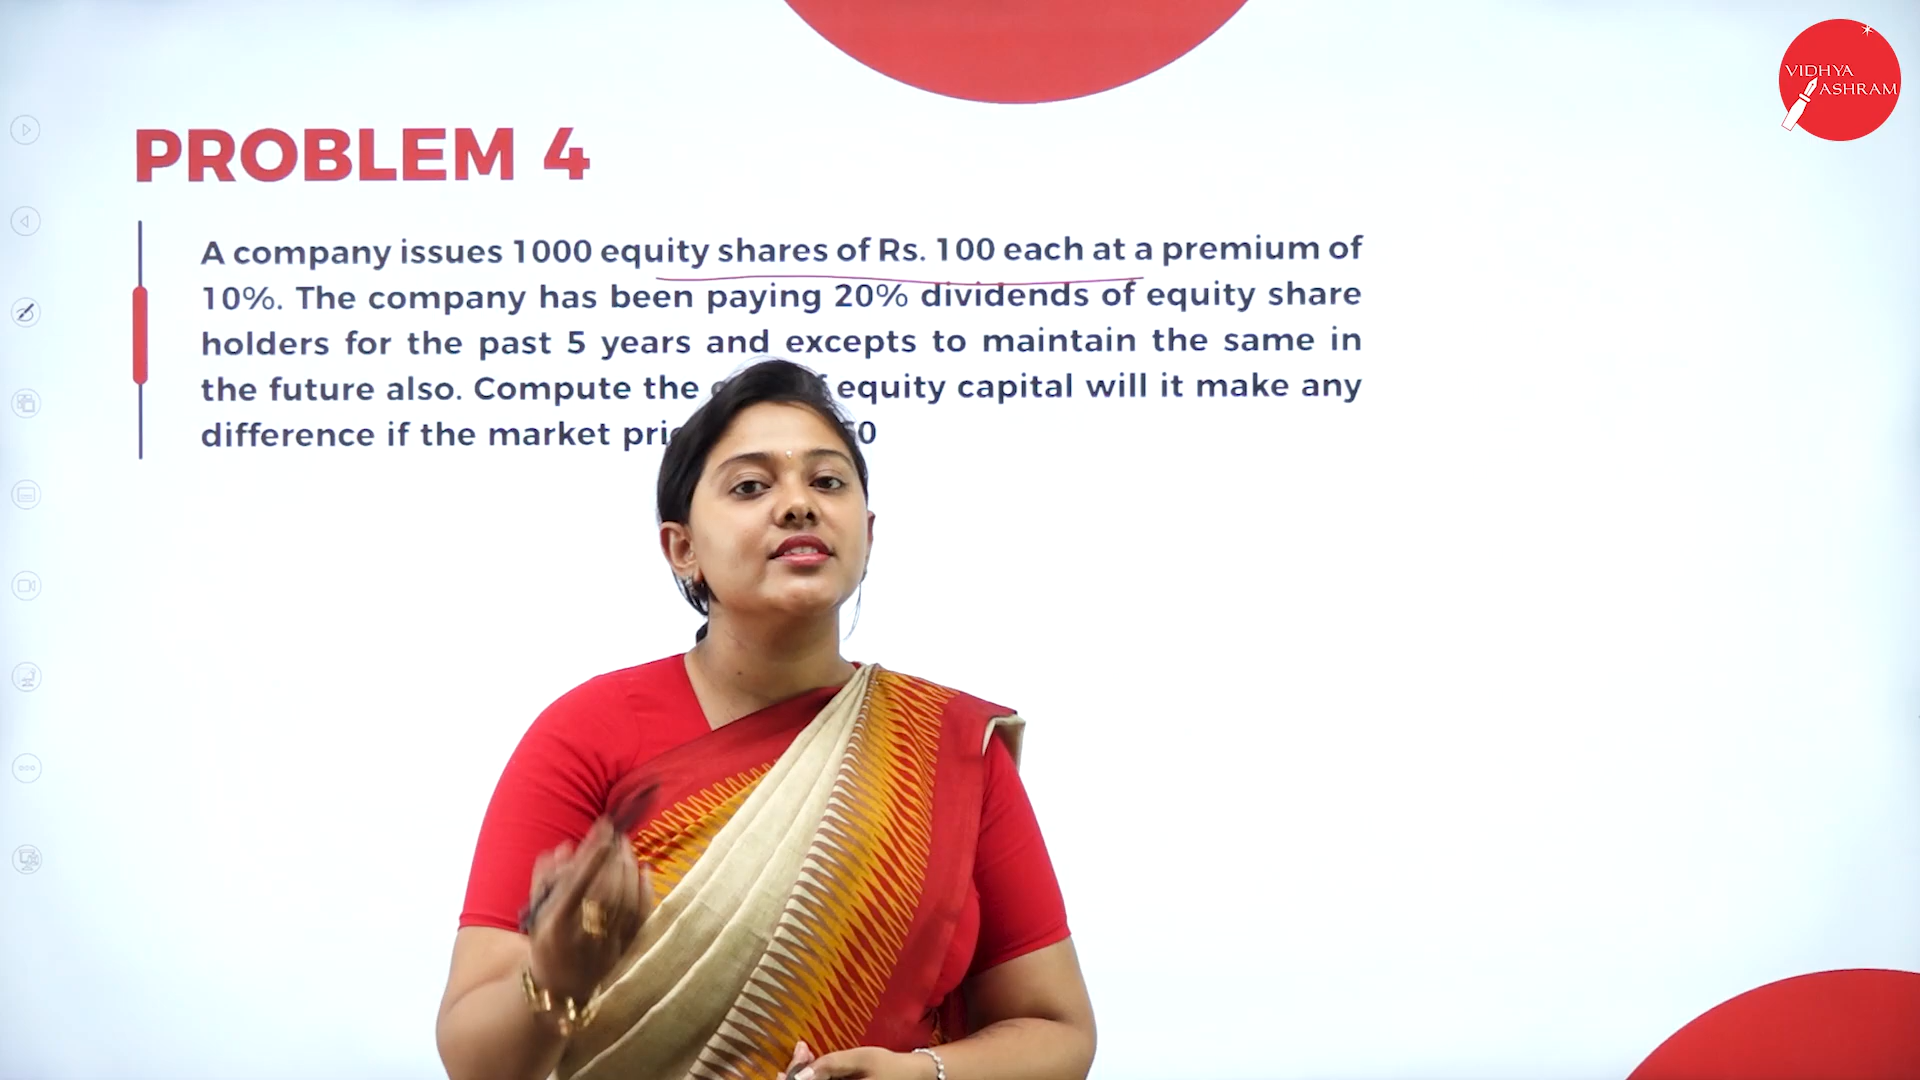 VIDHYA
ASHRAM
PROBLEM 4
A company issues 1000 equity shares of Rs. 100 each at a premium of
10%. The company has been paying 20% dividends of equity share
holders for the past 5 years and excepts to maintain the same in
the future also. Compute the equity capital will it make any
difference if the market